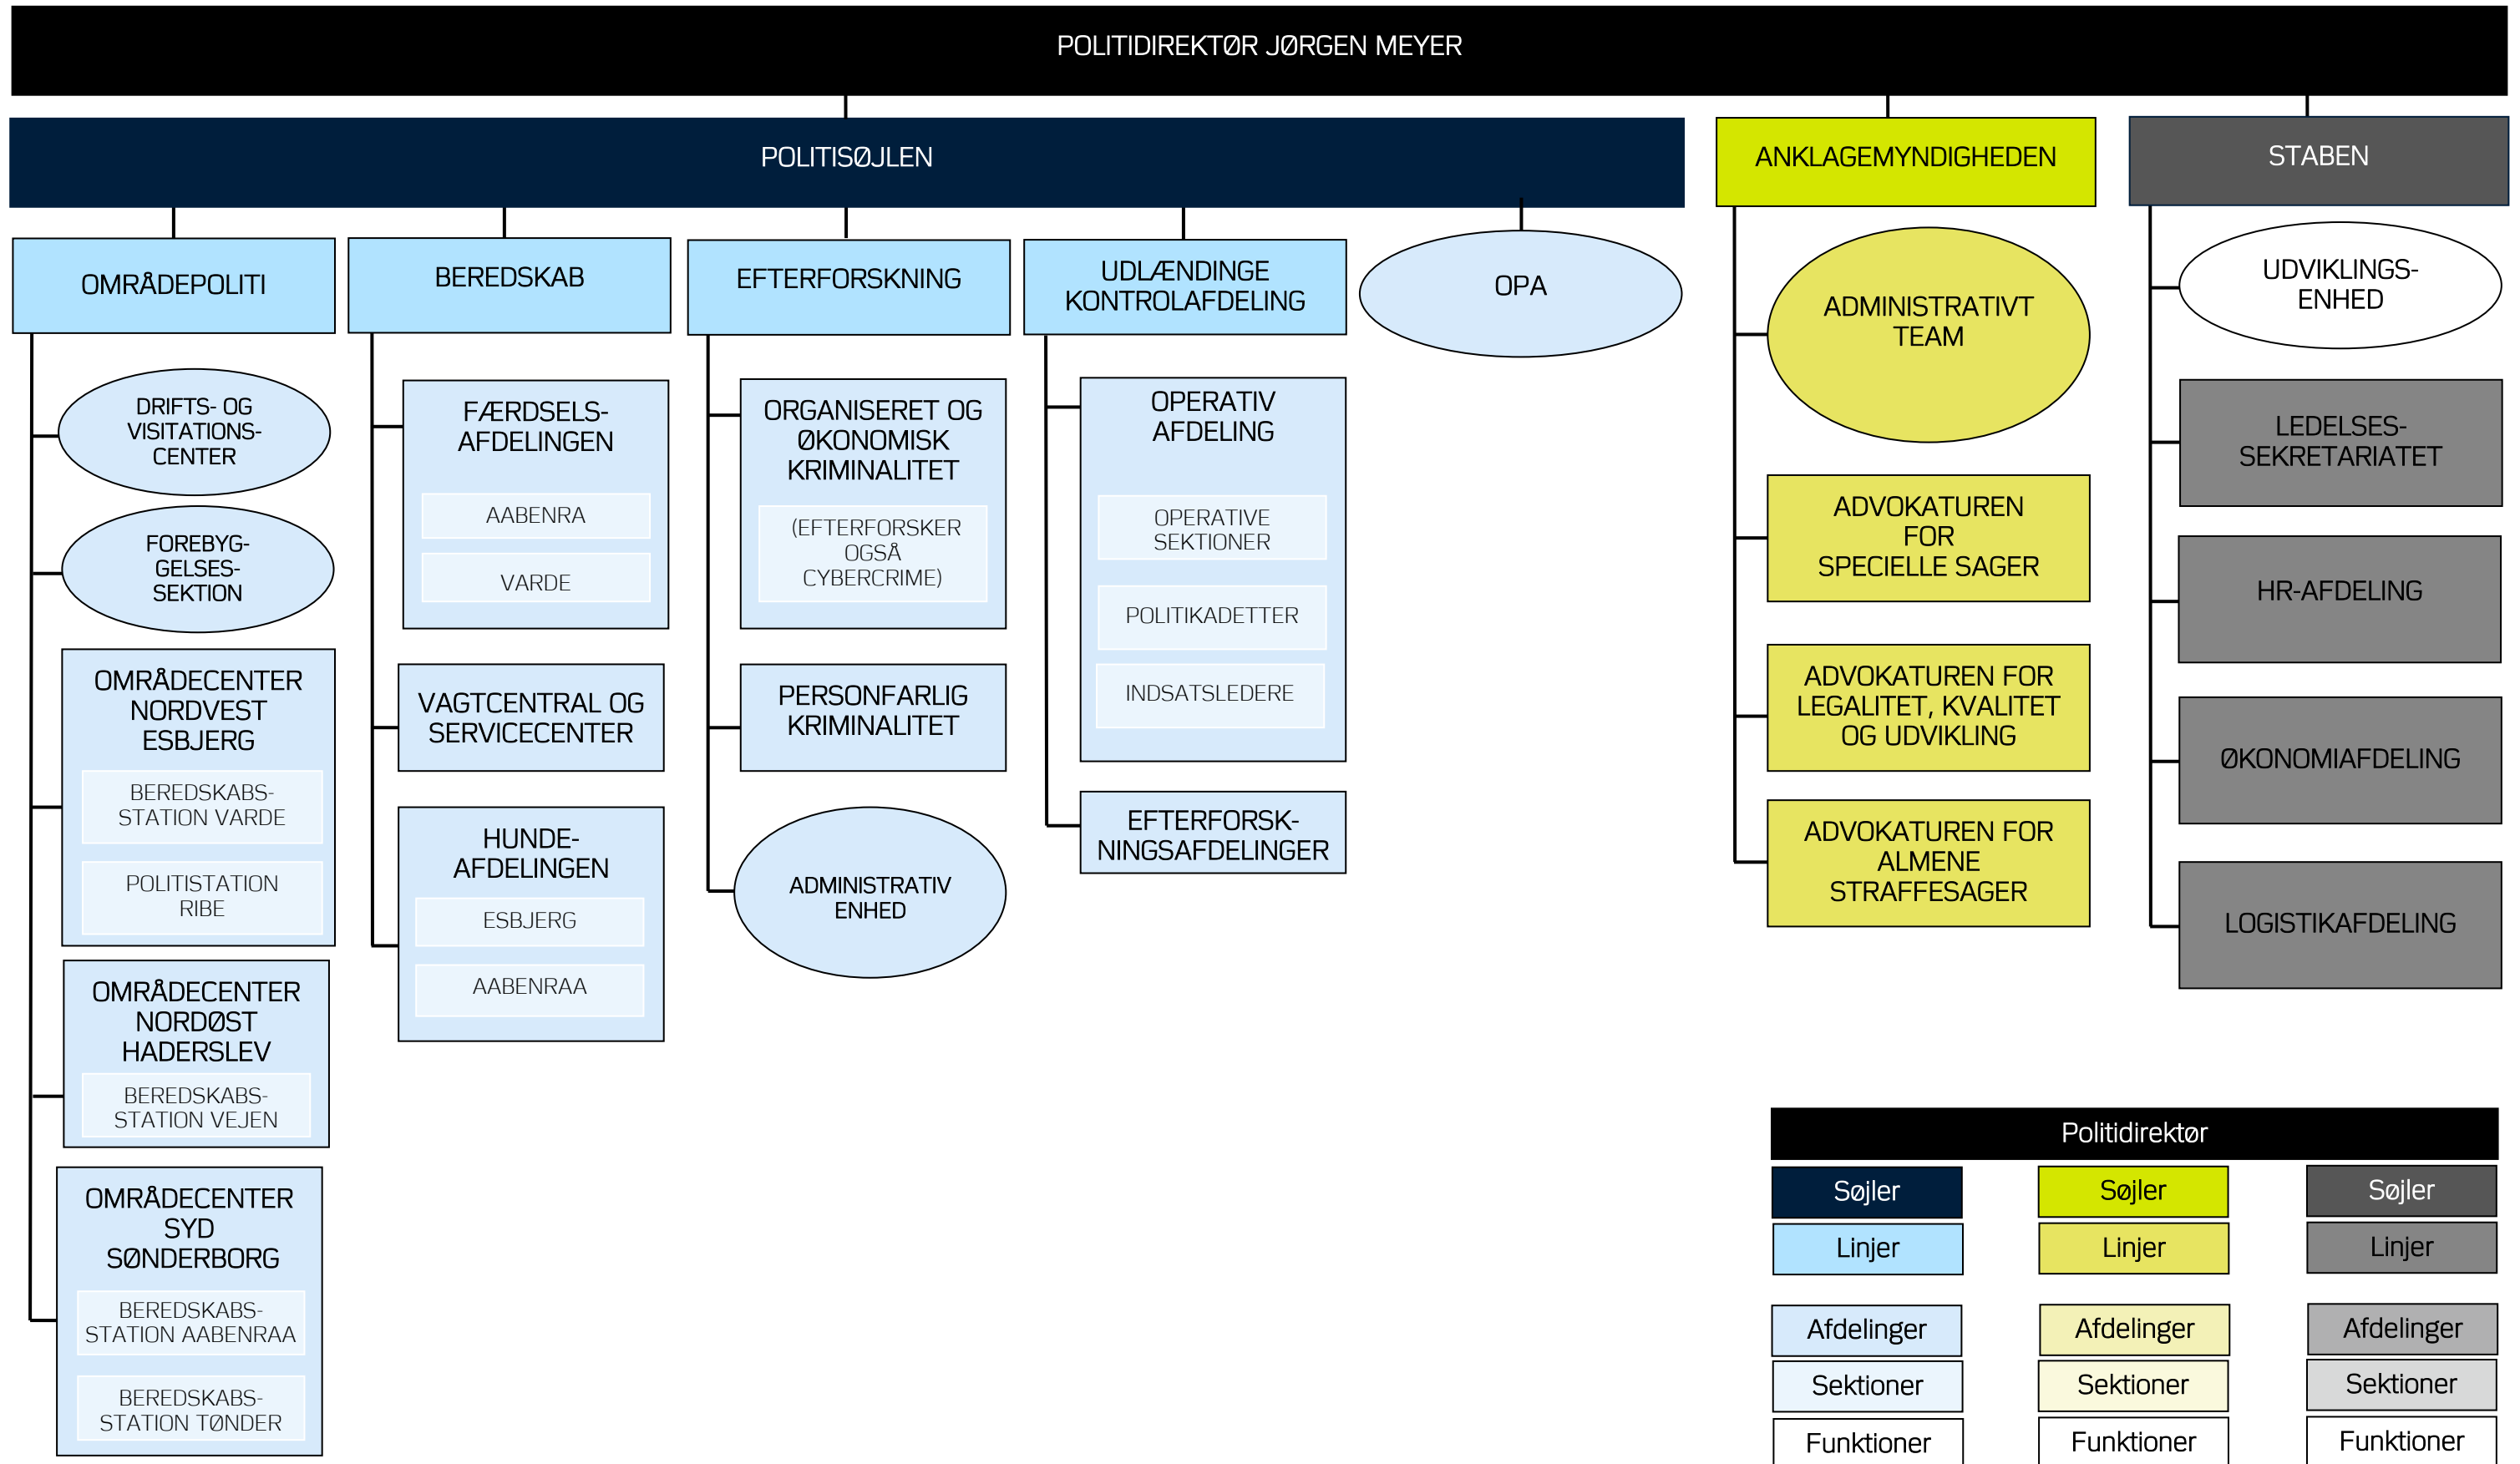 POLITIDIREKTØR JØRGEN MEYER
POLITISØJLEN
ANKLAGEMYNDIGHEDEN
STABEN
OMRÅDEPOLITI
DRIFTS- OG
VISITATIONS-
CENTER
FOREBYG-
GELSES-
SEKTION
OMRÅDECENTER
NORDVEST
ESBJERG
BEREDSKABS-
STATION VARDE
POLITISTATION
RIBE
OMRÅDECENTER
NORDØST
HADERSLEV
BEREDSKABS-
STATION VEJEN
OMRÅDECENTER
SYD
SØNDERBORG
BEREDSKABS-
STATION AABENRAA
BEREDSKABS-
STATION TØNDER
BEREDSKAB
FÆRDSELS-
AFDELINGEN
AABENRA
VARDE
VAGTCENTRAL OG
SERVICECENTER
HUNDE-
AFDELINGEN
ESBJERG
AABENRAA
EFTERFORSKNING
ORGANISERET OG
ØKONOMISK
KRIMINALITET
(EFTERFORSKER
OGSÅ
CYBERCRIME)
PERSONFARLIG
KRIMINALITET
ADMINISTRATIV
ENHED
UDLÆNDINGE
KONTROLAFDELING
OPERATIV
AFDELING
OPERATIVE
SEKTIONER
POLITIKADETTER
INDSATSLEDERE
EFTERFORSK-
NINGSAFDELINGER
OPA
ADMINISTRATIVT
TEAM
ADVOKATUREN
FOR
SPECIELLE SAGER
ADVOKATUREN FOR
LEGALITET, KVALITET
OG UDVIKLING
ADVOKATUREN FOR
ALMENE
STRAFFESAGER
UDVIKLINGS-
ENHED
LEDELSES-
SEKRETARIATET
HR-AFDELING
ØKONOMIAFDELING
LOGISTIKAFDELING
Politidirektør
Søjler Søjler Søjler
Linjer Linjer Linjer
Afdelinger Afdelinger Afdelinger
Sektioner Sektioner Sektioner
Funktioner Funktioner Funktioner